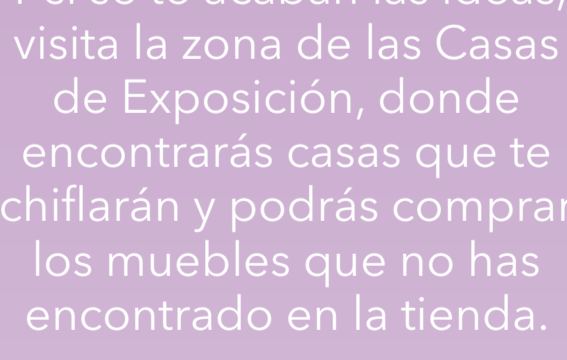 visita la zona de las Casas
de Exposición, donde
encontrarás casas que te
chiflarán y podrás comprar
los muebles que no has
encontrado en la tienda.